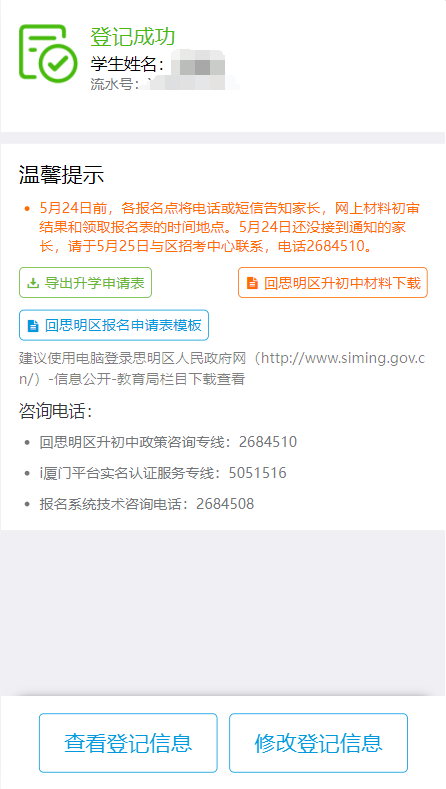 登记成功
学生姓名：
流水号：
温馨提示
5月24日前，各报名点将电话或短信告知家长，网上材料初审
结果和领取报名表的时间地点。5月24日还没接到通知的家
长，请于5月25日与区招考中心联系，电话2684510。
导出升学申请表
回思明区升初中材料下载
回思明区报名申请表模板
建议使用电脑登录思明区人民政府网（http://www.siming.gov.c
n/）-信息公开-教育局栏目下载查看
咨询电话：
回思明区升初中政策咨询专线：2684510
i厦门平台实名认证服务专线：5051516
报名系统技术咨询电话：2684508
查看登记信息
修改登记信息